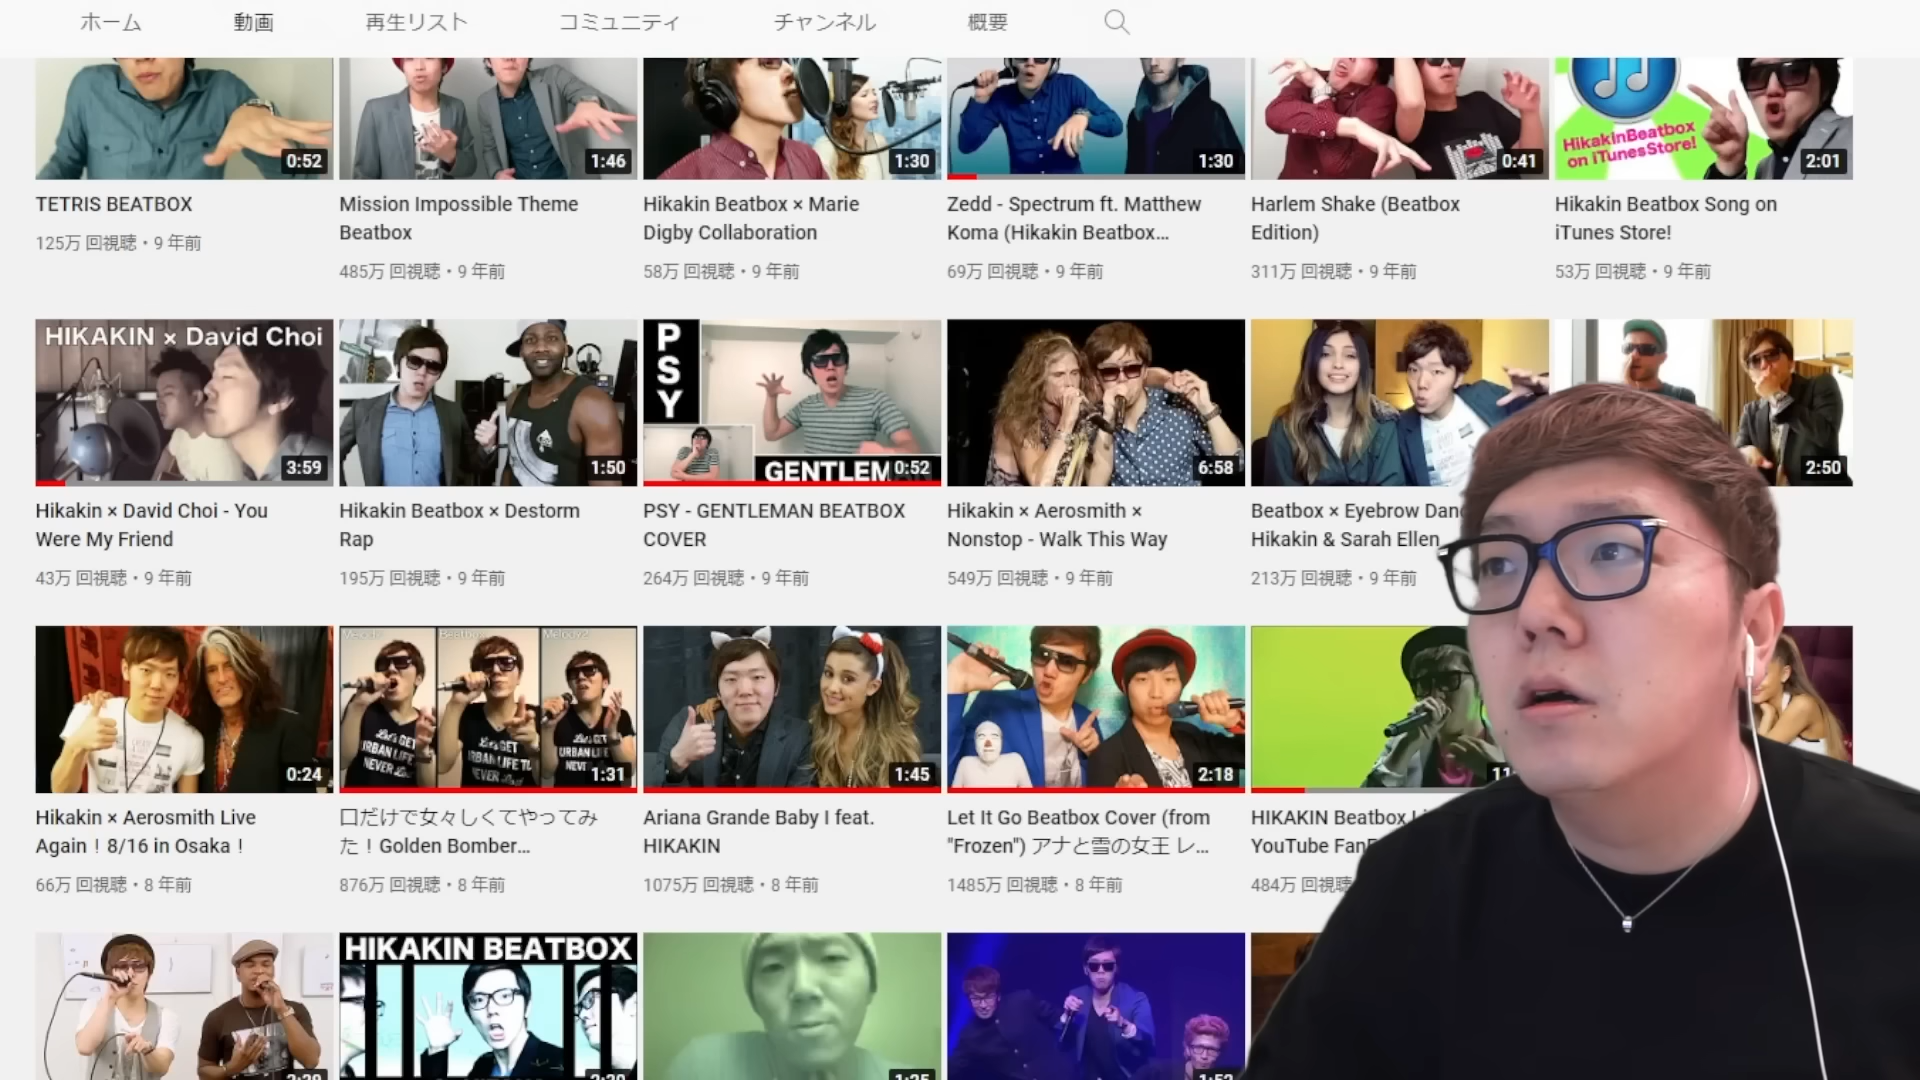 ホーム 動画 再生リスト コミュニティ チャンネル 概要
HikakinBeatbox
on iTunesStore!
0:52 1:46 1:30 1:30 0:41 2:01
TETRIS BEATBOX
125万 回視聴・9 年前
Mission Impossible Theme
Beatbox
485万 回視聴・9 年前
Hikakin Beatbox × Marie
Digby Collaboration
58万 回視聴・9 年前
Zedd - Spectrum ft. Matthew
Koma (Hikakin Beatbox...
69万 回視聴・9 年前
Harlem Shake (Beatbox
Edition)
311万 回視聴・9 年前
Hikakin Beatbox Song on
iTunes Store!
53万 回視聴・9 年前
HIKAKIN × David Choi
PSY
GENTLEM
3:59 1:50 0:52 6:58 2:50
Hikakin × David Choi - You
Were My Friend
43万 回視聴・9 年前
Hikakin Beatbox × Destorm
Rap
195万 回視聴・9 年前
PSY - GENTLEMAN BEATBOX
COVER
264万 回視聴・9 年前
Hikakin × Aerosmith ×
Nonstop - Walk This Way
549万 回視聴・9 年前
Beatbox × Eyebrow Dan
Hikakin & Sarah Ellen
213万 回視聴・9 年前
Beatbox
Let's GET
URBAN LIFE TO
NEVER
0:24 1:31 1:45 2:18 11
Hikakin × Aerosmith Live
Again！8/16 in Osaka！
66万 回視聴・8 年前
口だけで女々しくてやってみ
た！Golden Bomber...
876万 回視聴・8 年前
Ariana Grande Baby I feat.
HIKAKIN
1075万 回視聴・8 年前
Let It Go Beatbox Cover (from
"Frozen") アナと雪の女王 レ...
1485万 回視聴・8 年前
HIKAKIN Beatbox Li
YouTube FanF
484万 回視聴
HIKAKIN BEATBOX